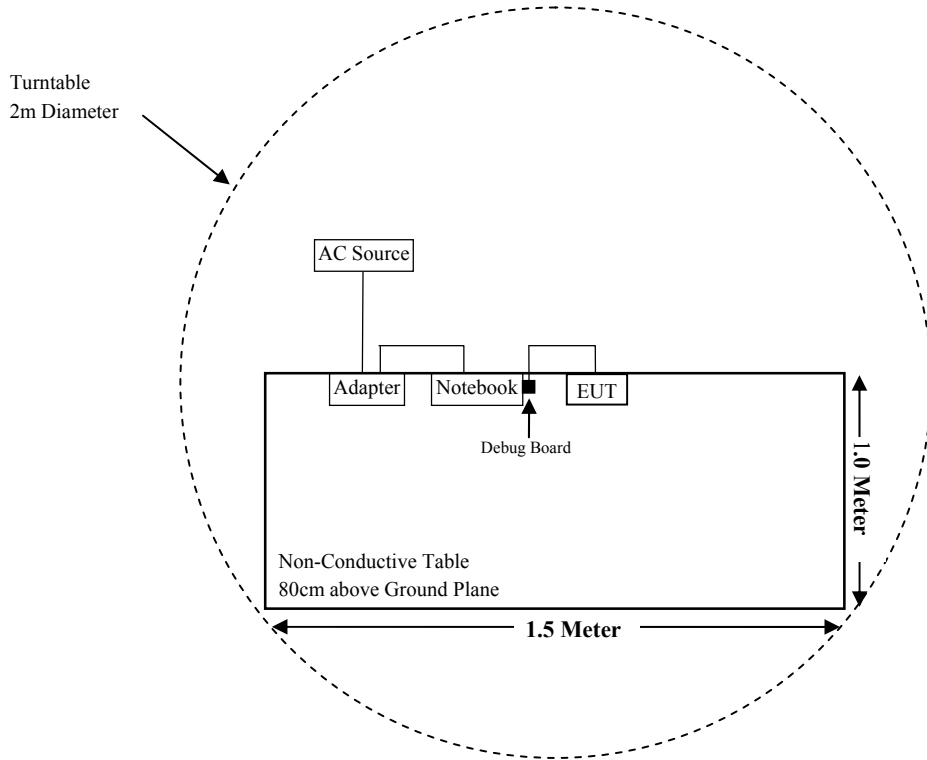 Turntable
2m Diameter
AC Source
Adapter
Notebook
EUT
Debug Board
1.0 Meter
Non-Conductive Table
80cm above Ground Plane
1.5 Meter